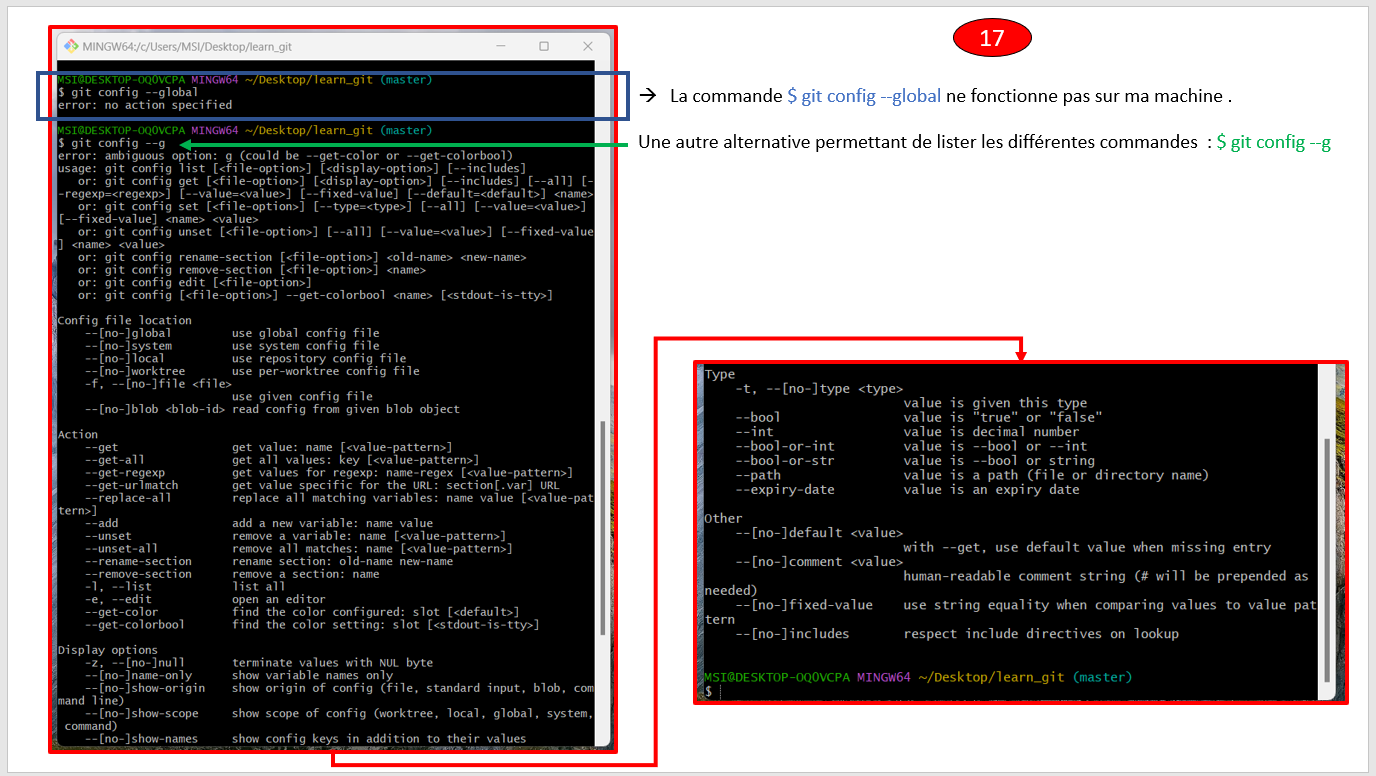 MINGW64:/c/Users/MSI/Desktop/learn_git
17
MSI@DESKTOP-OQ0VCPA MINGW64 ~/Desktop/learn_git (master)
$ git config --global
error: no action specified
→ La commande $ git config --global ne fonctionne pas sur ma machine .
MSI@DESKTOP-OQ0VCPA MINGW64 ~/Desktop/learn_git (master)
$ git config --g
Une autre alternative permettant de lister les différentes commandes : $ git config --g
error: ambiguous option: g (could be --get-color or --get-colorbool)
usage: git config list [<file-option>] [<display-option>] [--includes]
or: git config get [<file-option>] [<display-option>] [--includes] [--all] [-
-regexp=<regexp>] [--value=<value>] [--fixed-value] [--default=<default>] <name>
or: git config set [<file-option>] [--type=<type>] [--all] [--value=<value>]
[--fixed-value] <name> <value>
or: git config unset [<file-option>] [--all] [--value=<value>] [--fixed-value
] <name> <value>
or: git config rename-section [<file-option>] <old-name> <new-name>
or: git config remove-section [<file-option>] <name>
or: git config edit [<file-option>]
or: git config [<file-option>] --get-colorbool <name> [<stdout-is-tty>]
Config file location
--[no-]global use global config file
--[no-]system use system config file
--[no-]local use repository config file
--[no-]worktree use per-worktree config file
-f, --[no-]file <file>
use given config file
--[no-]blob <blob-id> read config from given blob object
Action
--get get value: name [<value-pattern>]
--get-all get all values: key [<value-pattern>]
--get-regexp get values for regexp: name-regex [<value-pattern>]
--get-urlmatch get value specific for the URL: section[.var] URL
--replace-all replace all matching variables: name value [<value-pat
tern>]
--add add a new variable: name value
--unset remove a variable: name [<value-pattern>]
--unset-all remove all matches: name [<value-pattern>]
--rename-section rename section: old-name new-name
--remove-section remove a section: name
-l, --list list all
-e, --edit open an editor
--get-color find the color configured: slot [<default>]
--get-colorbool find the color setting: slot [<stdout-is-tty>]
Display options
-z, --[no-]null terminate values with NUL byte
--[no-]name-only show variable names only
--[no-]show-origin show origin of config (file, standard input, blob, com
mand line)
--[no-]show-scope show scope of config (worktree, local, global, system,
command)
--[no-]show-names show config keys in addition to their values
Type
-t, --[no-]type <type>
value is given this type
--bool value is "true" or "false"
--int value is decimal number
--bool-or-int value is --bool or --int
--bool-or-str value is --bool or string
--path value is a path (file or directory name)
--expiry-date value is an expiry date
Other
--[no-]default <value>
with --get, use default value when missing entry
--[no-]comment <value>
human-readable comment string (# will be prepended as
needed)
--[no-]fixed-value use string equality when comparing values to value pat
tern
--[no-]includes respect include directives on lookup
MSI@DESKTOP-OQ0VCPA MINGW64 ~/Desktop/learn_git (master)
$